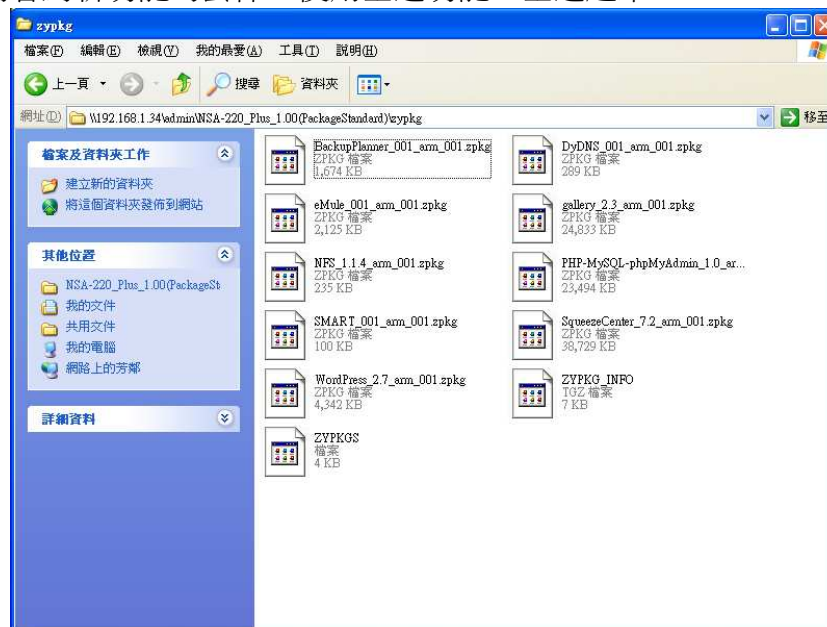 zypkg
檔案(F) 編輯(E) 檢視(V) 我的最愛(A) 工具(T) 說明(H)
上一頁 搜尋 資料夾
網址(D) \\192.168.1.34\admin\NSA-220_Plus_1.00(PackageStandard)\zypkg 移至
檔案及資料夾工作
建立新的資料夾
將這個資料夾發佈到網站
其他位置
NSA-220_Plus_1.00(PackageSt
我的文件
共用文件
我的電腦
網路上的芳鄰
詳細資料
BackupPlanner_001_arm_001.zpkg
ZPKG 檔案
1,674 KB
DyDNS_001_arm_001.zpkg
ZPKG 檔案
289 KB
eMule_001_arm_001.zpkg
ZPKG 檔案
2,125 KB
gallery_2.3_arm_001.zpkg
ZPKG 檔案
24,833 KB
NFS_1.1.4_arm_001.zpkg
ZPKG 檔案
235 KB
PHP-MySQL-phpMyAdmin_1.0_ar...
ZPKG 檔案
23,494 KB
SMART_001_arm_001.zpkg
ZPKG 檔案
100 KB
SqueezeCenter_7.2_arm_001.zpkg
ZPKG 檔案
38,729 KB
WordPress_2.7_arm_001.zpkg
ZPKG 檔案
4,342 KB
ZYPKG_INFO
TGZ 檔案
7 KB
ZYPKGS
檔案
4 KB